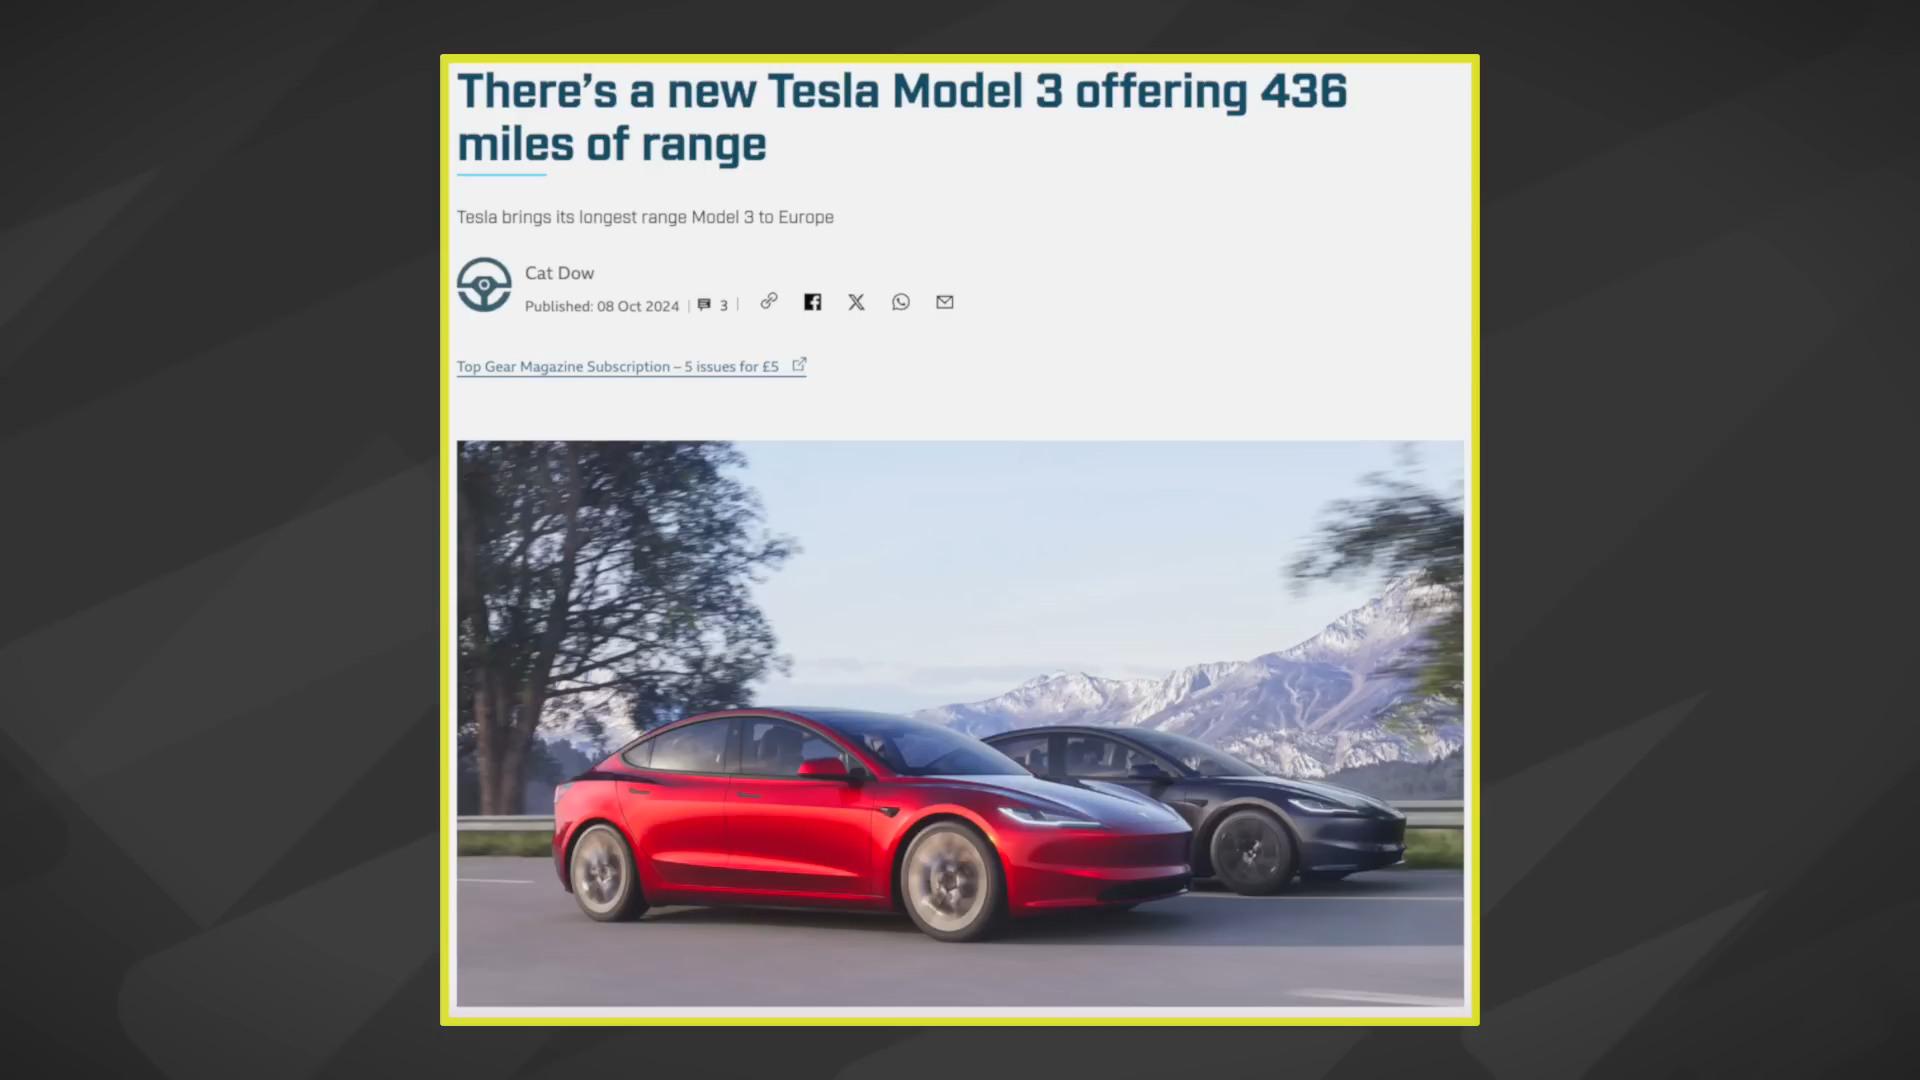 There’s a new Tesla Model 3 offering 436
miles of range
Tesla brings its longest range Model 3 to Europe
Cat Dow
Published: 08 Oct 2024 | 3 |
Top Gear Magazine Subscription – 5 issues for £5